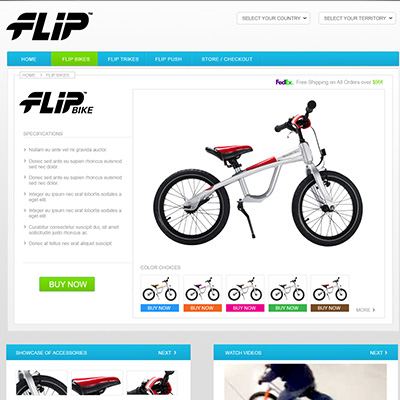 FLIP™
SELECT YOUR COUNTRY
SELECT YOUR TERRITORY
HOME
FLIP BIKES
FLIP TRIKES
FLIP PUSH
STORE / CHECKOUT
HOME
FLIP BIKES
FedEx. Free Shipping on All Orders over
FLIP BIKE
SPECIFICATIONS
Nullam eu ante vel mi gravida auctor.
Donec sed ante eu sapien rhoncus euismod
sed nec dolor.
Donec sed ante eu sapien rhoncus euismod
sed nec dolor.
Integer eu ipsum nec erat lobortis sodales a
eget elit
Integer eu ipsum nec erat lobortis sodales a
eget elit
Curabitur consectetur suscipit dui, sit amet
sollicitudin justo rhoncus ac.
Donec at tellus nec erat aliquet suscipit
BUY NOW
COLOR CHOICES
BUY NOW
BUY NOW
BUY NOW
BUY NOW
BUY NOW
MORE
SHOWCASE OF ACCESSORIES
NEXT
WATCH VIDEOS
NEXT